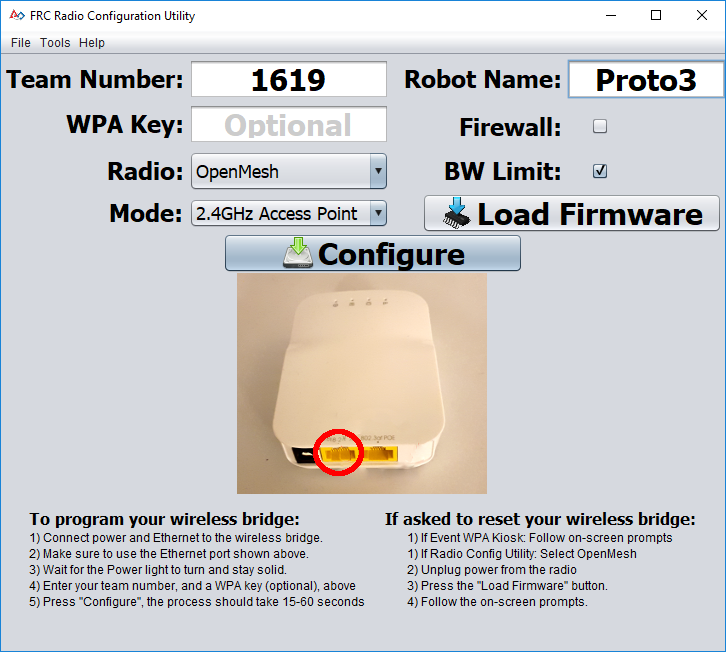 FRC Radio Configuration Utility
File Tools Help
Team Number: 1619 Robot Name: Proto3
WPA Key: Optional Firewall:
Radio: OpenMesh BW Limit:
Mode: 2.4GHz Access Point Load Firmware
Configure
802.3af POE
To program your wireless bridge:
1) Connect power and Ethernet to the wireless bridge.
2) Make sure to use the Ethernet port shown above.
3) Wait for the Power light to turn and stay solid.
4) Enter your team number, and a WPA key (optional), above
5) Press "Configure", the process should take 15-60 seconds
If asked to reset your wireless bridge:
1) If Event WPA Kiosk: Follow on-screen prompts
1) If Radio Config Utility: Select OpenMesh
2) Unplug power from the radio
3) Press the "Load Firmware" button.
4) Follow the on-screen prompts.